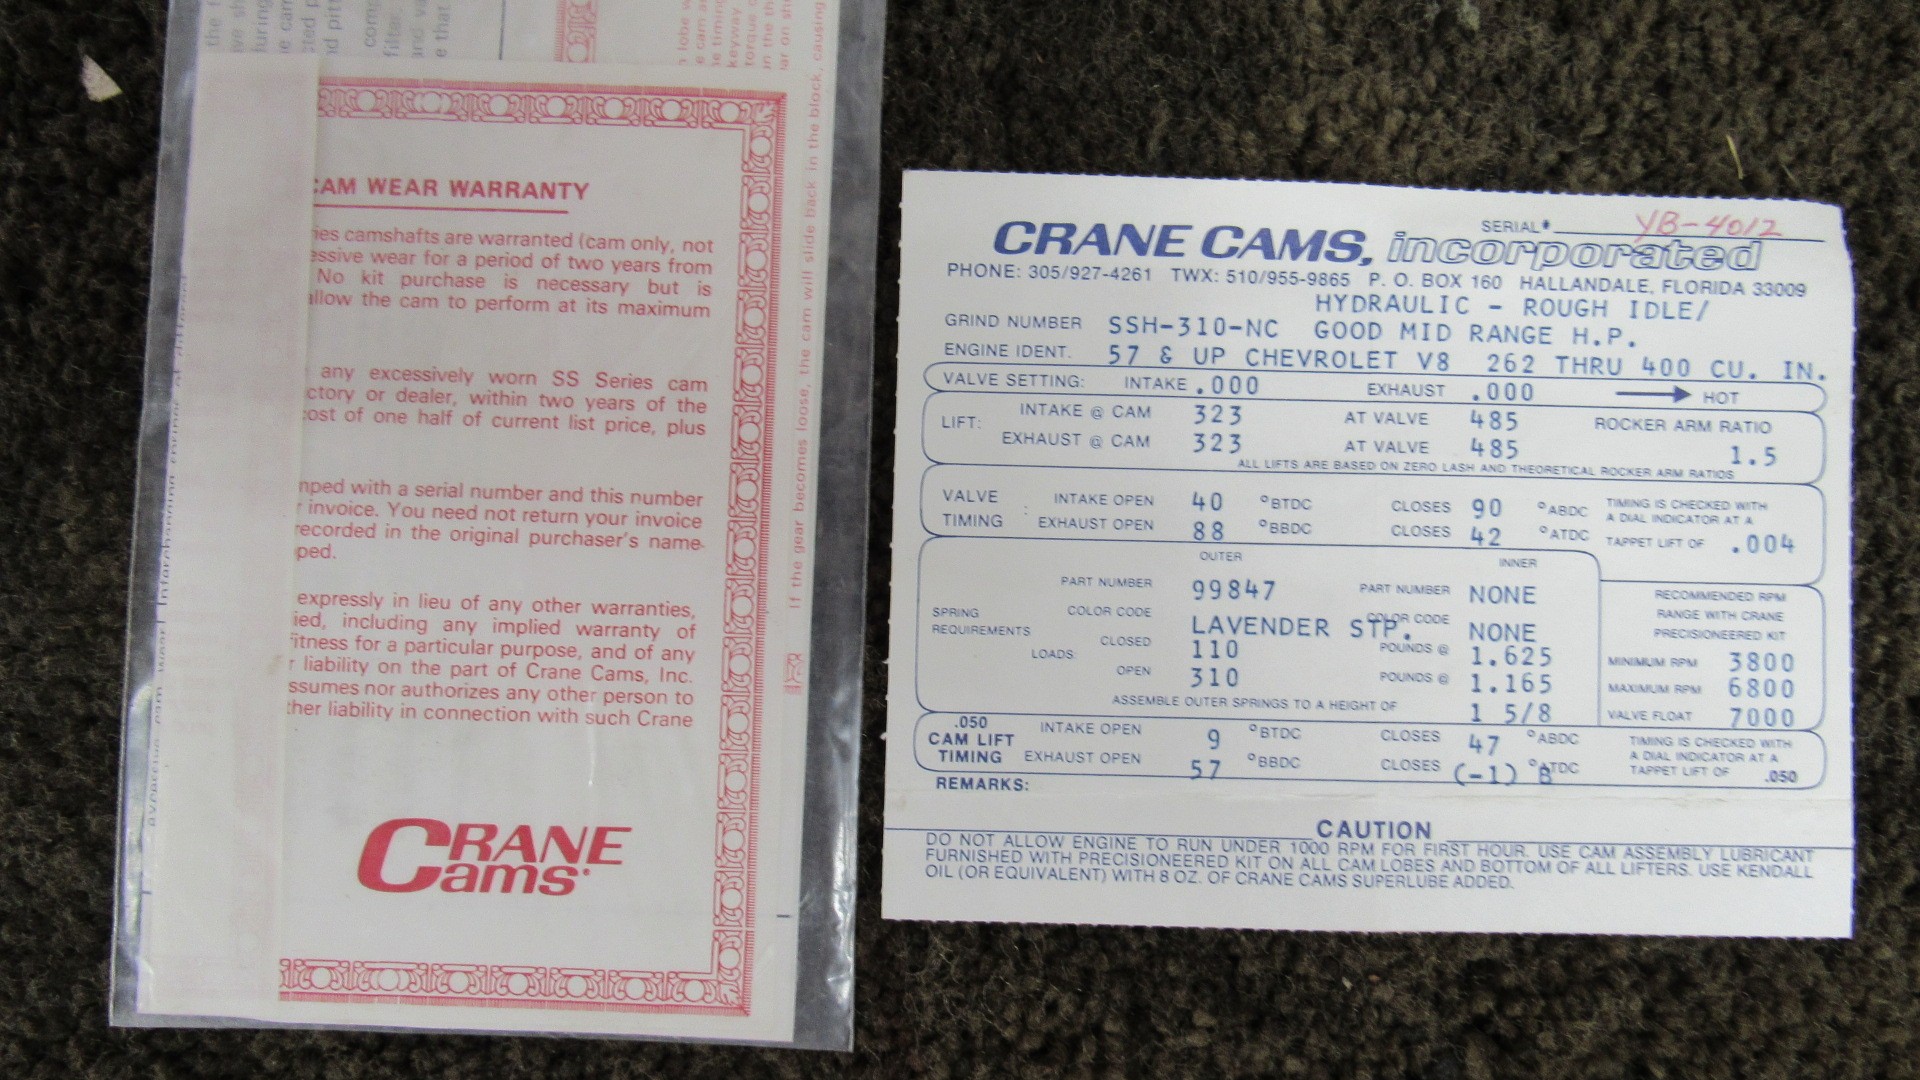 CAM WEAR WARRANTY
ies camshafts are warranted (cam only, not
essive wear for a period of two years from
No kit purchase is necessary but is
allow the cam to perform at its maximum
any excessively worn SS Series cam
ctory or dealer, within two years of the
cost of one half of current list price, plus
mped with a serial number and this number
r invoice. You need not return your invoice
recorded in the original purchaser's name
ped.
expressly in lieu of any other warranties,
ied, including any implied warranty of
fitness for a particular purpose, and of any
r liability on the part of Crane Cams, Inc.
ssumes nor authorizes any other person to
ther liability in connection with such Crane
CRANE
Cams
If the gear becomes loose, the cam will slide back in the block, causing
SERIAL# YB-4012
CRANE CAMS, incorporated
PHONE: 305/927-4261 TWX: 510/955-9865 P. O. BOX 160 HALLANDALE, FLORIDA 33009
HYDRAULIC - ROUGH IDLE/
GRIND NUMBER SSH-310-NC GOOD MID RANGE H.P.
ENGINE IDENT. 57 & UP CHEVROLET V8 262 THRU 400 CU. IN.
VALVE SETTING: INTAKE .000 EXHAUST .000 HOT
LIFT: INTAKE @ CAM 323 AT VALVE 485 ROCKER ARM RATIO
EXHAUST @ CAM 323 AT VALVE 485 1.5
ALL LIFTS ARE BASED ON ZERO LASH AND THEORETICAL ROCKER ARM RATIOS
VALVE TIMING : INTAKE OPEN 40 °BTDC CLOSES 90 °ABDC TIMING IS CHECKED WITH A DIAL INDICATOR AT A
EXHAUST OPEN 88 °BBDC CLOSES 42 °ATDC TAPPET LIFT OF .004
OUTER INNER
PART NUMBER 99847 PART NUMBER NONE
SPRING REQUIREMENTS COLOR CODE LAVENDER STP. COLOR CODE NONE
LOADS: CLOSED 110 POUNDS @ 1.625
OPEN 310 POUNDS @ 1.165
ASSEMBLE OUTER SPRINGS TO A HEIGHT OF 1 5/8
RECOMMENDED RPM
RANGE WITH CRANE
PRECISIONEERED KIT
MINIMUM RPM 3800
MAXIMUM RPM 6800
VALVE FLOAT 7000
.050 CAM LIFT TIMING INTAKE OPEN 9 °BTDC CLOSES 47 °ABDC TIMING IS CHECKED WITH A DIAL INDICATOR AT A
EXHAUST OPEN 57 °BBDC CLOSES (-1) °ATDC B TAPPET LIFT OF .050
REMARKS:
CAUTION
DO NOT ALLOW ENGINE TO RUN UNDER 1000 RPM FOR FIRST HOUR. USE CAM ASSEMBLY LUBRICANT
FURNISHED WITH PRECISIONEERED KIT ON ALL CAM LOBES AND BOTTOM OF ALL LIFTERS. USE KENDALL
OIL (OR EQUIVALENT) WITH 8 OZ. OF CRANE CAMS SUPERLUBE ADDED.